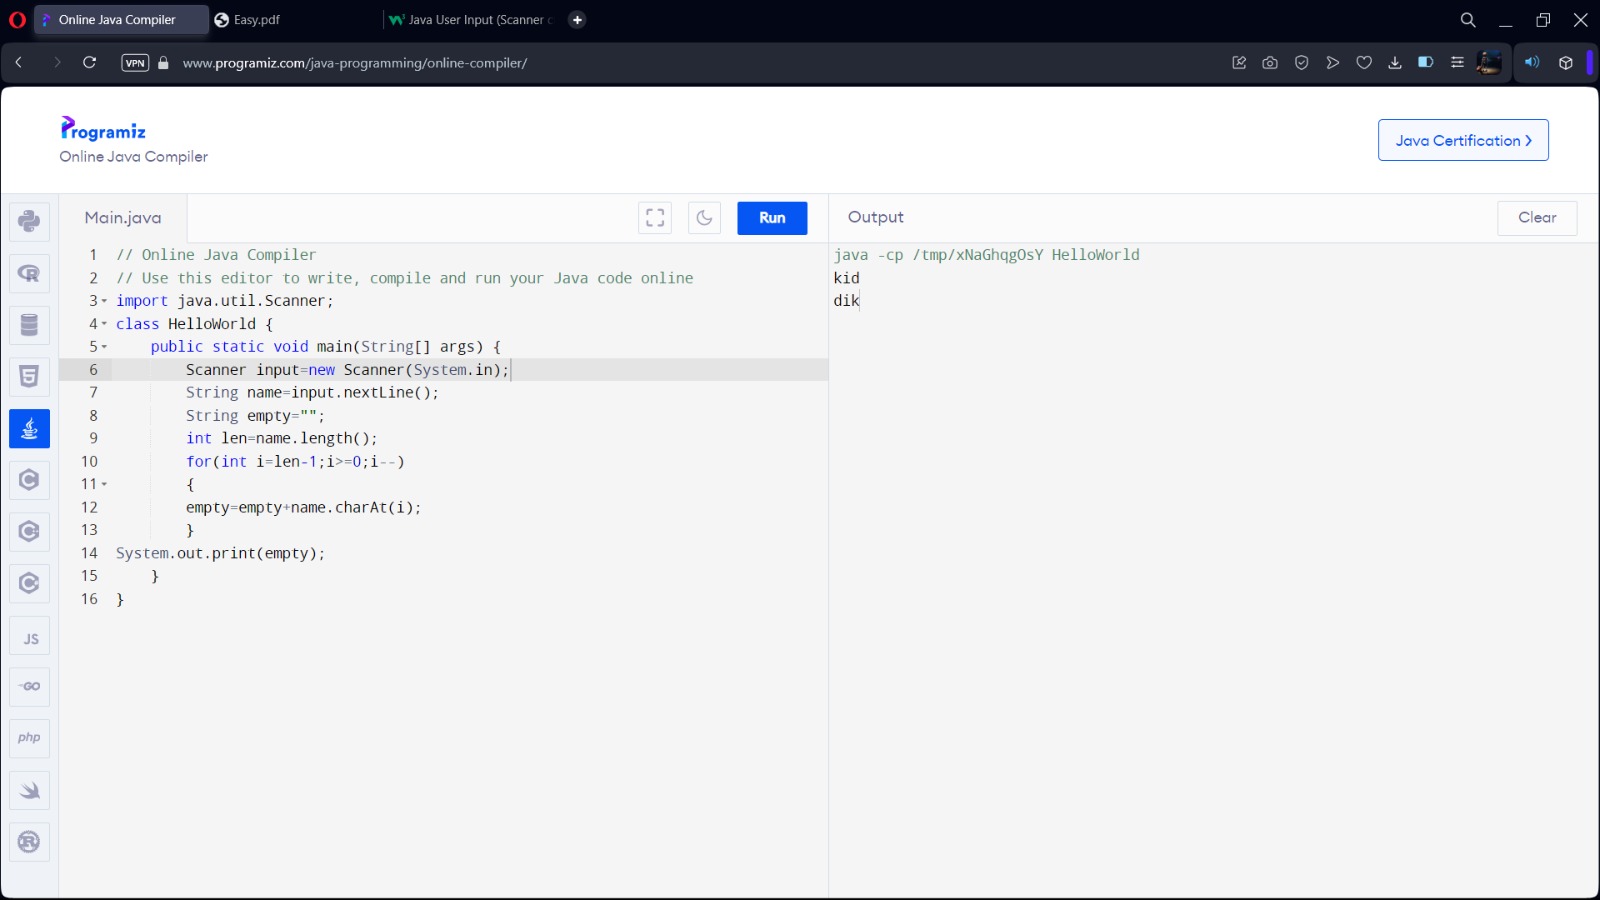 Online Java Compiler
Easy.pdf
Java User Input (Scanner c
VPN
www.programiz.com/java-programming/online-compiler/
Programiz
Online Java Compiler
Java Certification
Main.java
Run
Output
Clear
1 // Online Java Compiler
2 // Use this editor to write, compile and run your Java code online
3 import java.util.Scanner;
4 class HelloWorld {
5     public static void main(String[] args) {
6         Scanner input=new Scanner(System.in);
7         String name=input.nextLine();
8         String empty="";
9         int len=name.length();
10         for(int i=len-1;i>=0;i--)
11         {
12         empty=empty+name.charAt(i);
13         }
14 System.out.print(empty);
15     }
16 }
java -cp /tmp/xNaGhqgOsY HelloWorld
kid
dik
JS
GO
php